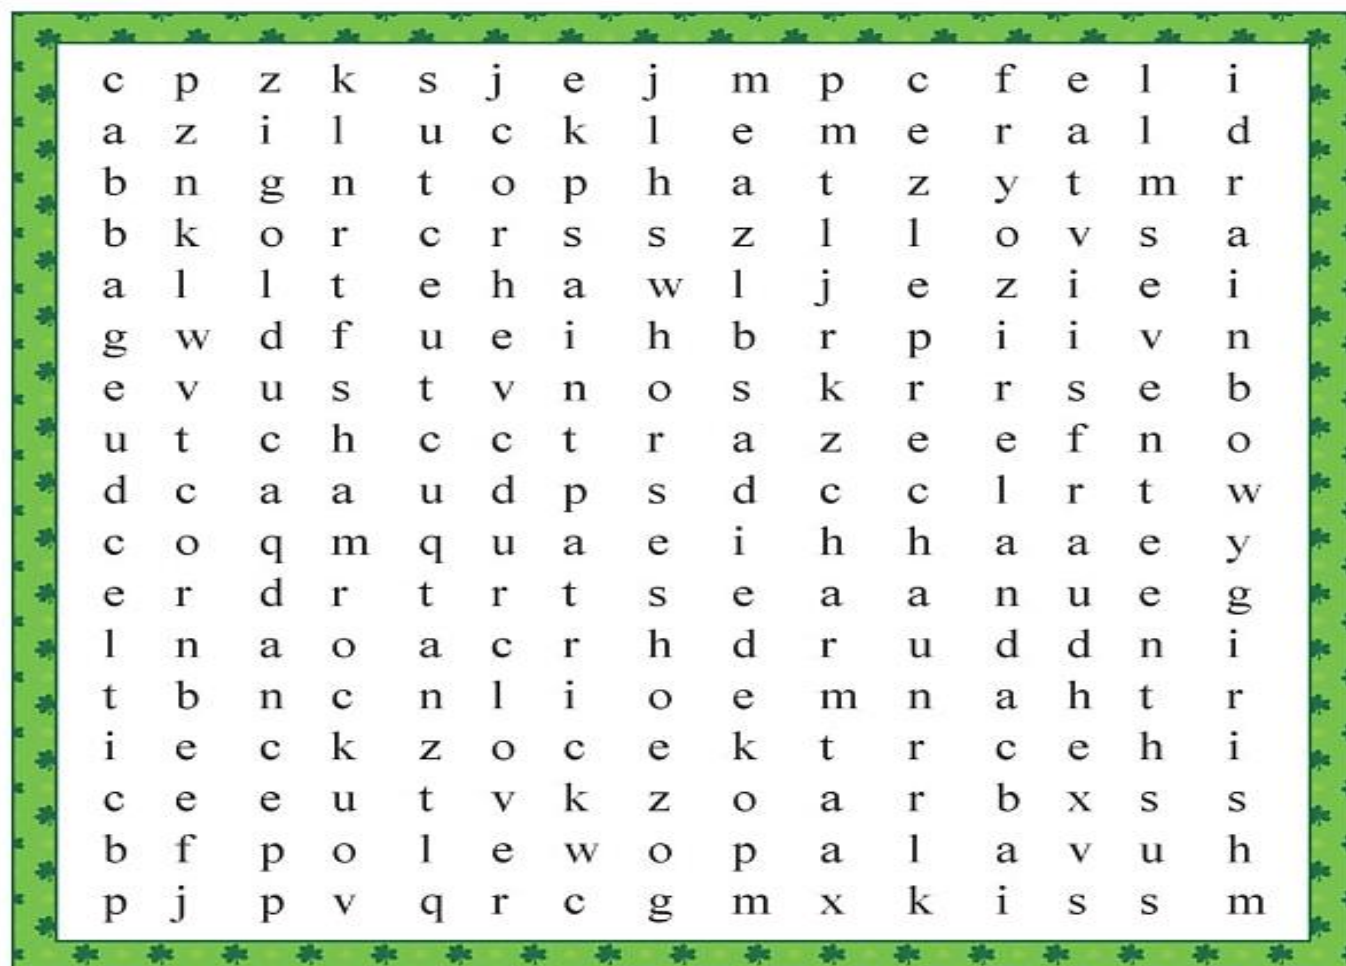 c p z k s j e j m p c f e l i
a z i l u c k l e m e r a l d
b n g n t o p h a t z y t m r
b k o r c r s s z l l o v s a
a l l t e h a w l j e z i e i
g w d f u e i h b r p i i v n
e v u s t v n o s k r r s e b
u t c h c c t r a z e e f n o
d c a a u d p s d c c l r t w
c o q m q u a e i h h a a e y
e r d r t r t s e a a n u e g
l n a o a c r h d r u d d n i
t b n c n l i o e m n a h t r
i e c k z o c e k t r c e h i
c e e u t v k z o a r b x s s
b f p o l e w o p a l a v u h
p j p v q r c g m x k i s s m